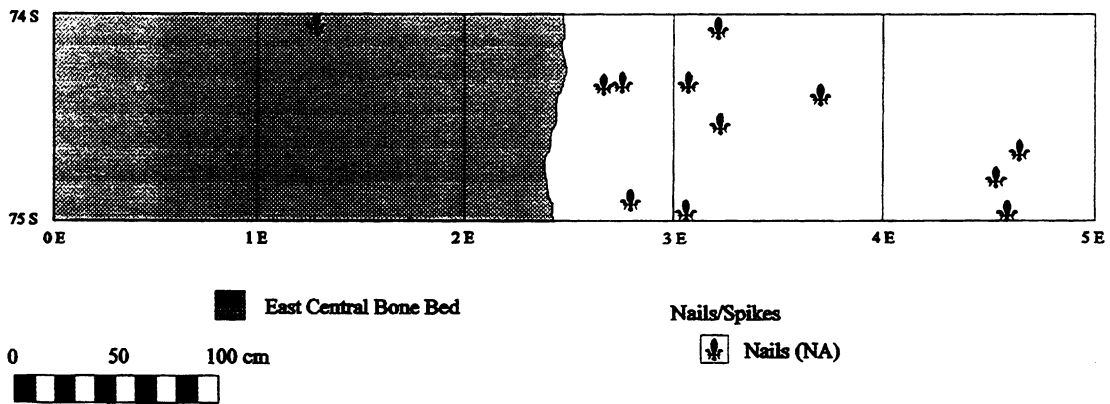 74 S
75 S
0 E 1 E 2 E 3 E 4 E 5 E
East Central Bone Bed
Nails/Spikes
Nails (NA)
0 50 100 cm